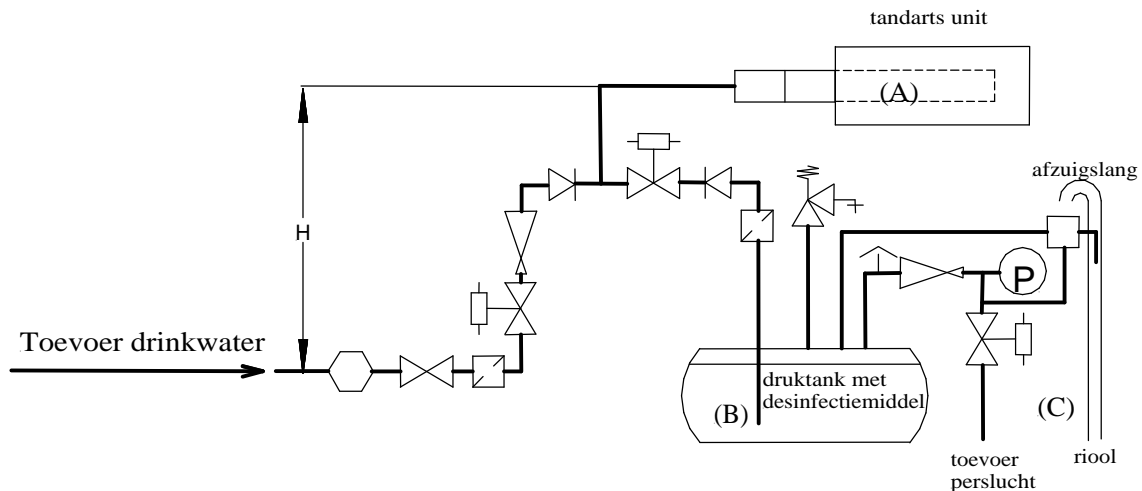 tandarts unit
(A)
afzuigslang
H
P
Toevoer drinkwater
druktank met
desinfectiemiddel
(B)
(C)
toevoer
perslucht
riool